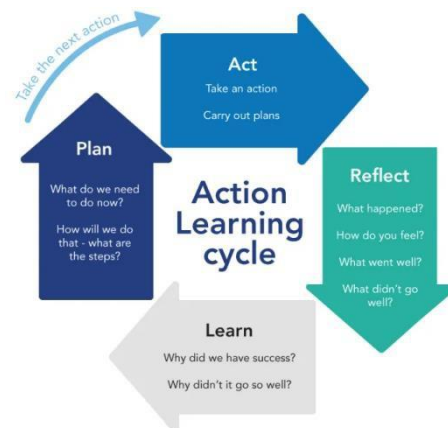 Take the next action
Act
Take an action
Carry out plans
Plan
What do we need
to do now?
How will we do
that - what are
the steps?
Action
Learning
cycle
Reflect
What happened?
How do you feel?
What went well?
What didn't go
well?
Learn
Why did we have success?
Why didn't it go so well?